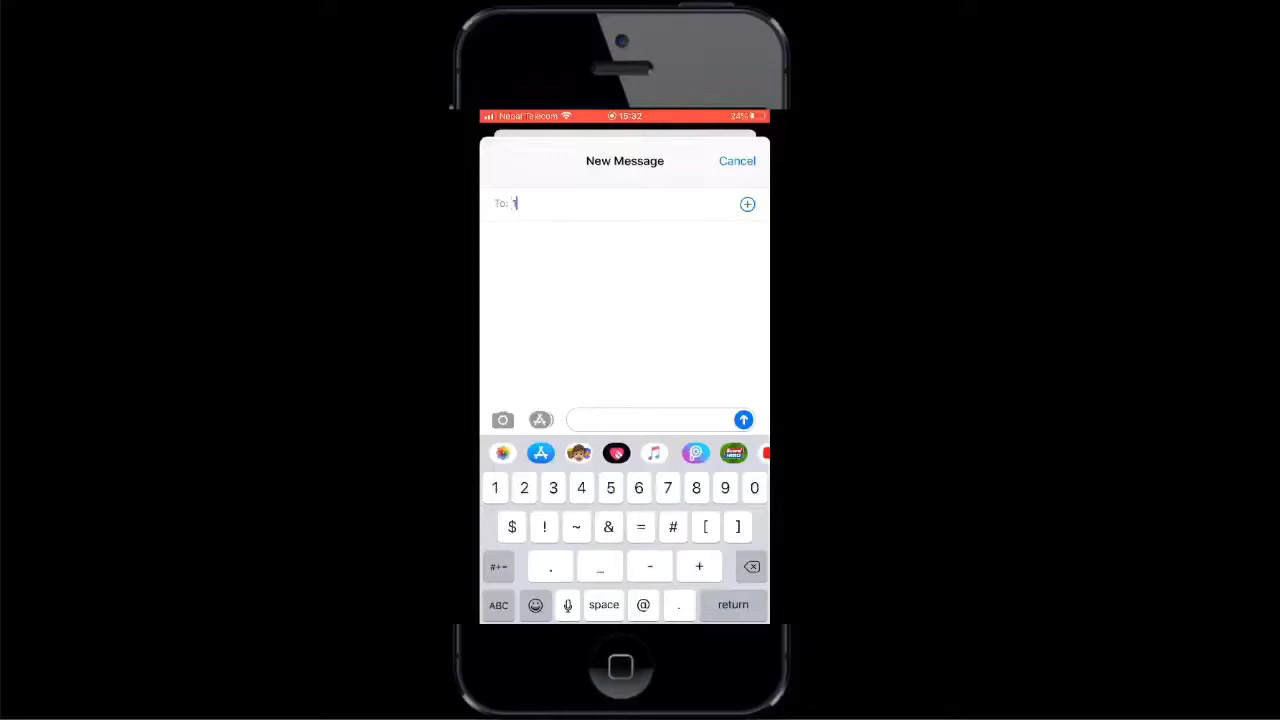 Nepal Telecom 15:32 24%
New Message Cancel
To: 1
1 2 3 4 5 6 7 8 9 0
$ ! ~ & = # [ ]
#+= . _ - +
ABC space @ . return